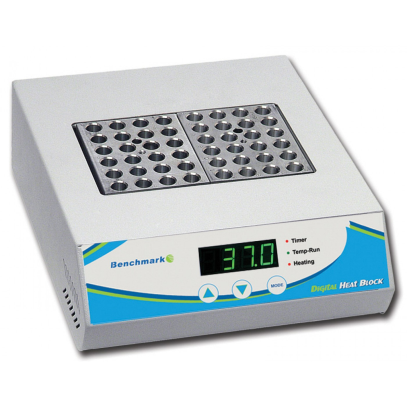 Benchmark
37.0
Timer
Temp-Run
Heating
MODE
DIGITAL HEAT BLOCK